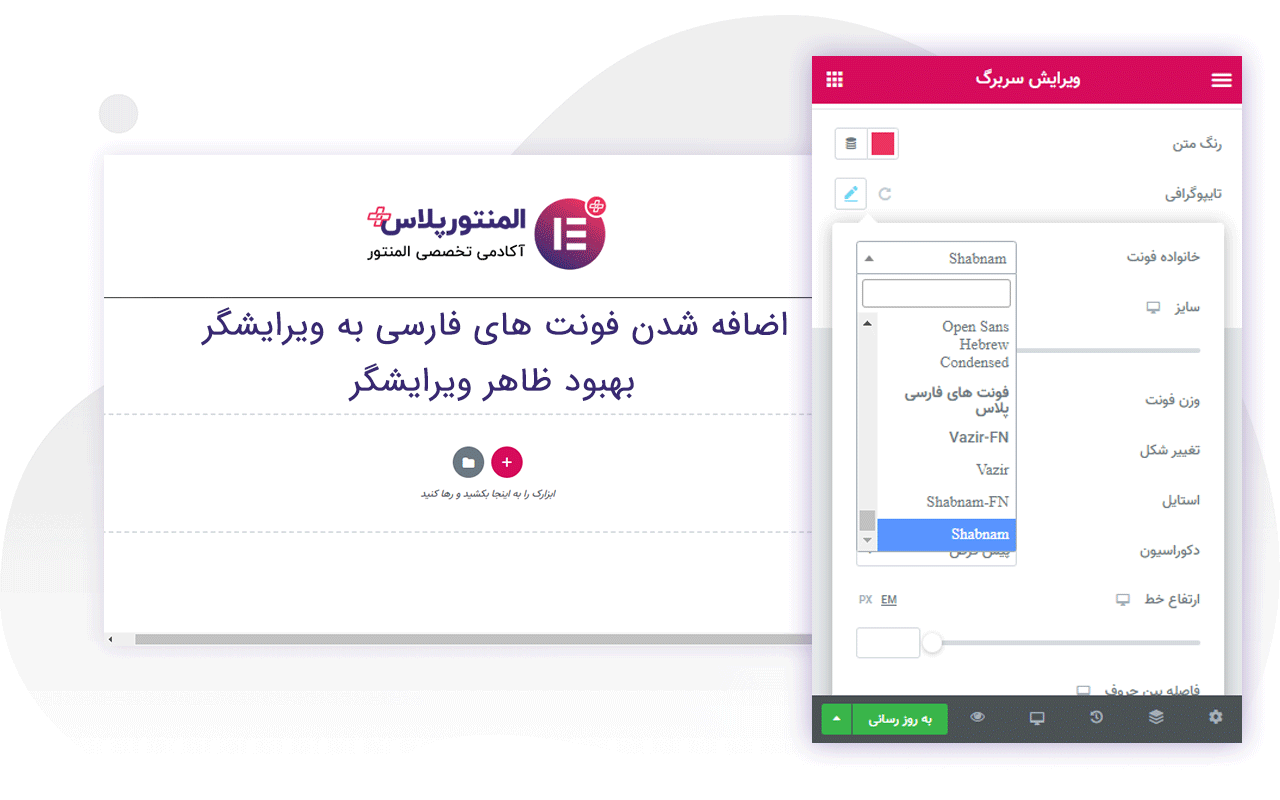 ویرایش سربرگ
رنگ متن
تایپوگرافی
خانواده فونت
Shabnam
سایز
Open Sans
Hebrew
Condensed
فونت های فارسی
پلاس
Vazir-FN
Vazir
Shabnam-FN
Shabnam
وزن فونت
تغییر شکل
استایل
دکوراسیون
پیش فرض
ارتفاع خط
PX EM
فاصله بین حروف
به روز رسانی
المنتورپلاس
آکادمی تخصصی المنتور
اضافه شدن فونت های فارسی به ویرایشگر
بهبود ظاهر ویرایشگر
ابزارک را به اینجا بکشید و رها کنید